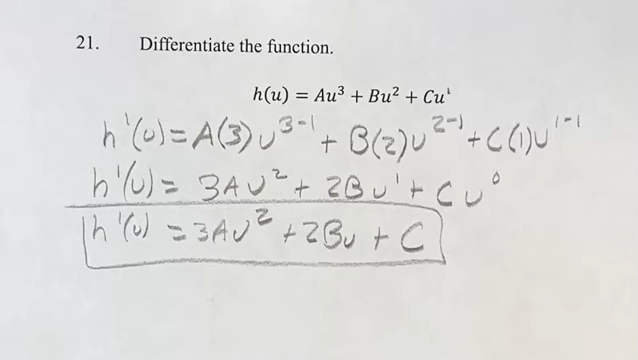 21. Differentiate the function.
h(u) = Au³ + Bu² + Cu¹
h'(u) = A(3)u³⁻¹ + B(2)u²⁻¹ + C(1)u¹⁻¹
h'(u) = 3Au² + 2Bu¹ + Cu⁰
h'(u) = 3Au² + 2Bu + C